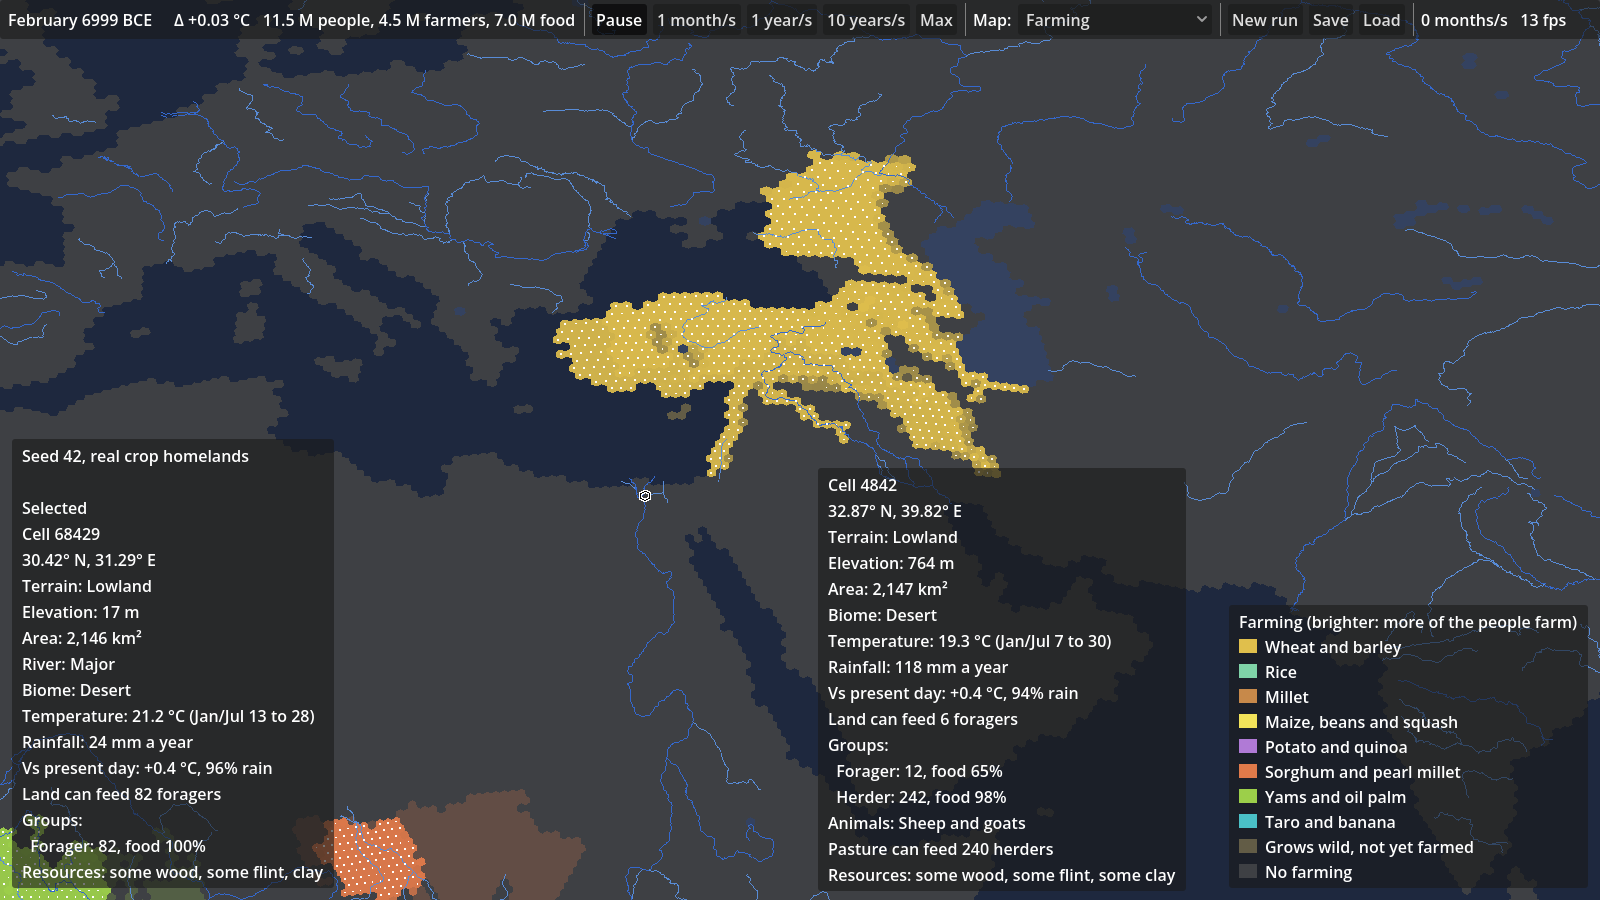 February 6999 BCE Δ +0.03 °C 11.5 M people, 4.5 M farmers, 7.0 M food Pause 1 month/s 1 year/s 10 years/s Max Map: Farming New run Save Load 0 months/s 13 fps
Seed 42, real crop homelands
Selected
Cell 68429
30.42° N, 31.29° E
Terrain: Lowland
Elevation: 17 m
Area: 2,146 km²
River: Major
Biome: Desert
Temperature: 21.2 °C (Jan/Jul 13 to 28)
Rainfall: 24 mm a year
Vs present day: +0.4 °C, 96% rain
Land can feed 82 foragers
Groups:
Forager: 82, food 100%
Resources: some wood, some flint, clay
Cell 4842
32.87° N, 39.82° E
Terrain: Lowland
Elevation: 764 m
Area: 2,147 km²
Biome: Desert
Temperature: 19.3 °C (Jan/Jul 7 to 30)
Rainfall: 118 mm a year
Vs present day: +0.4 °C, 94% rain
Land can feed 6 foragers
Groups:
Forager: 12, food 65%
Herder: 242, food 98%
Animals: Sheep and goats
Pasture can feed 240 herders
Resources: some wood, some flint, some clay
Farming (brighter: more of the people farm)
Wheat and barley
Rice
Millet
Maize, beans and squash
Potato and quinoa
Sorghum and pearl millet
Yams and oil palm
Taro and banana
Grows wild, not yet farmed
No farming